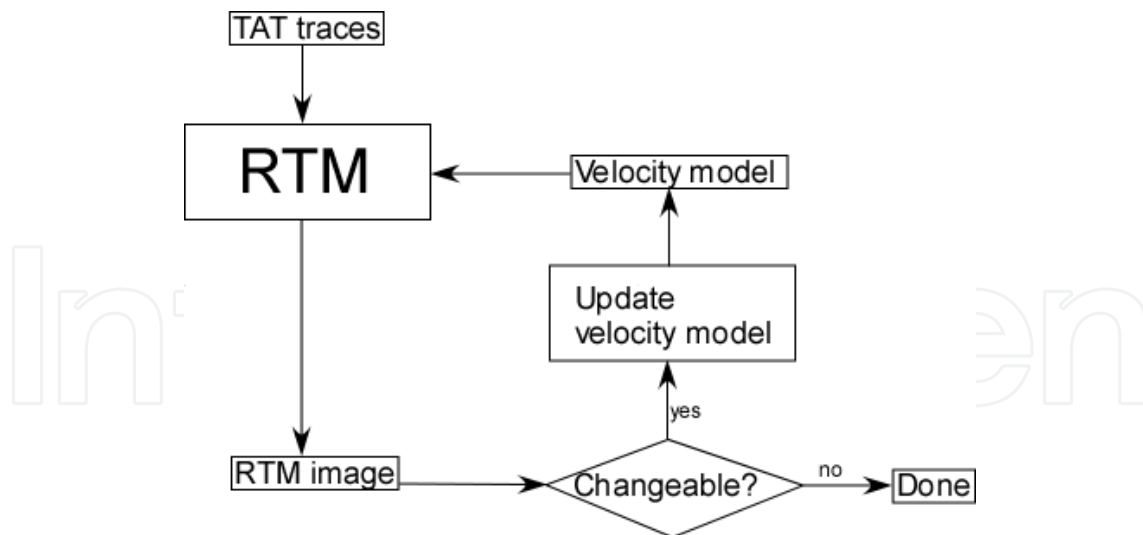 TAT traces
RTM
Velocity model
Update
velocity model
yes
RTM image
Changeable?
no
Done